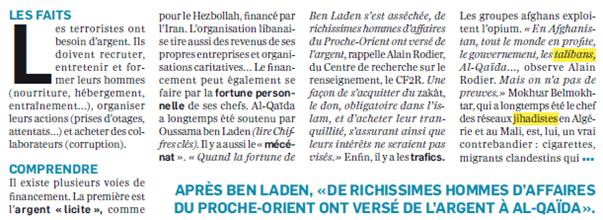 LES FAITS
Les terroristes ont
besoin d'argent. Ils
doivent recruter,
entretenir et for-
mer leurs hommes
(nourriture, hébergement,
entraînement…), organiser
leurs actions (prises d'otages,
attentats…) et acheter des col-
laborateurs (corruption).
COMPRENDRE
Il existe plusieurs voies de
financement. La première est
l'argent « licite », comme
pour le Hezbollah, financé par
l'Iran. L'organisation libanai-
se tire aussi des revenus de ses
propres entreprises et organi-
sations caritatives… Le finan-
cement peut également se
faire par la fortune person-
nelle de ses chefs. Al-Qaïda
a longtemps été soutenu par
Oussama ben Laden (lire Chif-
fres clés). Il y a aussi le « mécé-
nat ». « Quand la fortune de
Ben Laden s'est asséchée, de
richissimes hommes d'affaires
du Proche-Orient ont versé de
l'argent, rappelle Alain Rodier,
du Centre de recherche sur le
renseignement, le CF2R. Une
façon de s'acquitter du zakât,
le don, obligatoire dans l'is-
lam, et d'acheter leur tran-
quillité, s'assurant ainsi que
leurs intérêts ne seraient pas
visés. » Enfin, il y a les trafics.
Les groupes afghans exploi-
tent l'opium. « En Afghanis-
tan, tout le monde en profite,
le gouvernement, les talibans,
Al-Qaïda…, observe Alain
Rodier. Mais on n'a pas de
preuves. » Mokhtar Belmokh-
tar, qui a longtemps été le chef
des réseaux jihadistes en Algé-
rie et au Mali, est, lui, un vrai
contrebandier : cigarettes,
migrants clandestins qui •••
APRÈS BEN LADEN, « DE RICHISSIMES HOMMES D'AFFAIRES
DU PROCHE-ORIENT ONT VERSÉ DE L'ARGENT À AL-QAÏDA ».